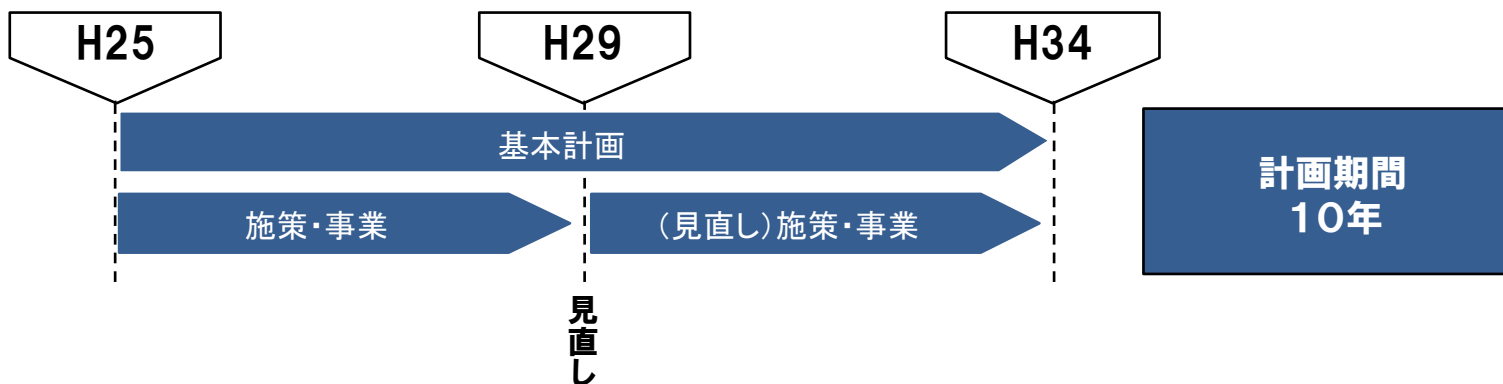 H25
H29
H34
基本計画
施策・事業
（見直し）施策・事業
計画期間
１０年
見直し